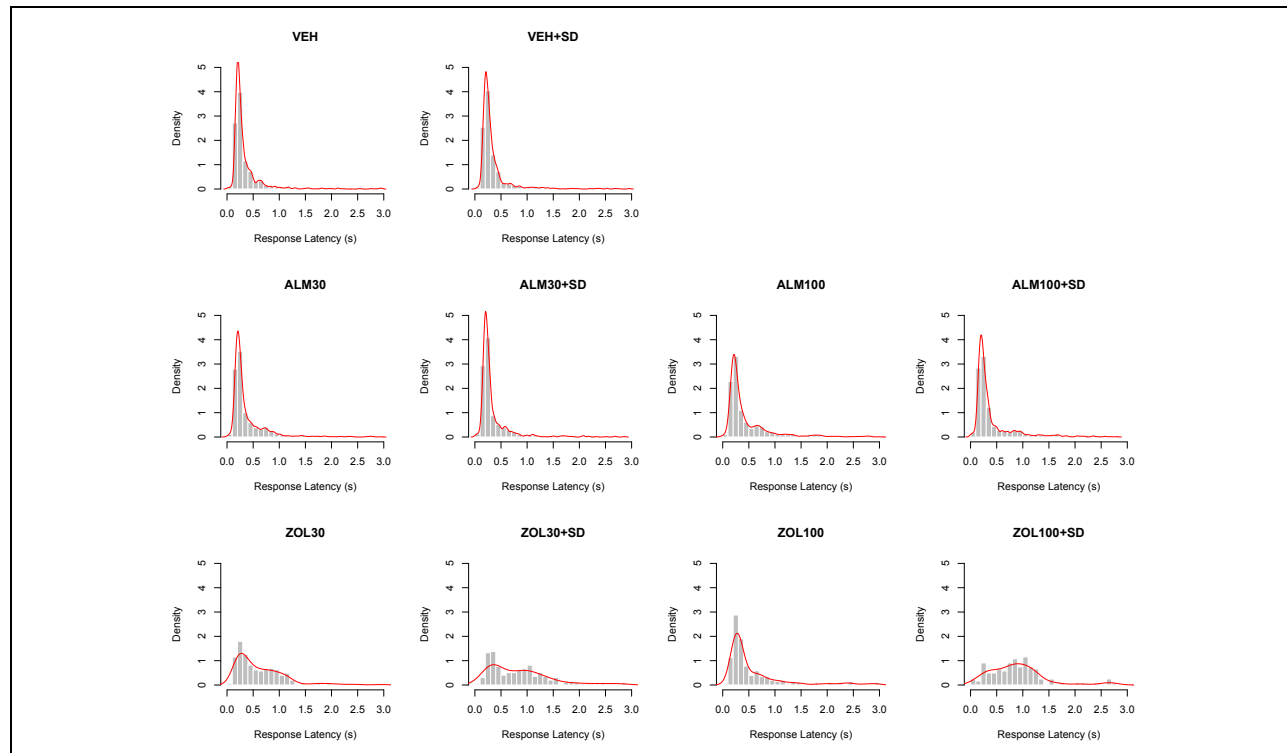 VEH VEH+SD
Density 0 1 2 3 4 5 Density 0 1 2 3 4 5
0.0 0.5 1.0 1.5 2.0 2.5 3.0 0.0 0.5 1.0 1.5 2.0 2.5 3.0
Response Latency (s) Response Latency (s)
ALM30 ALM30+SD ALM100 ALM100+SD
Density 0 1 2 3 4 5 Density 0 1 2 3 4 5 Density 0 1 2 3 4 5 Density 0 1 2 3 4 5
0.0 0.5 1.0 1.5 2.0 2.5 3.0 0.0 0.5 1.0 1.5 2.0 2.5 3.0 0.0 0.5 1.0 1.5 2.0 2.5 3.0 0.0 0.5 1.0 1.5 2.0 2.5 3.0
Response Latency (s) Response Latency (s) Response Latency (s) Response Latency (s)
ZOL30 ZOL30+SD ZOL100 ZOL100+SD
Density 0 1 2 3 4 5 Density 0 1 2 3 4 5 Density 0 1 2 3 4 5 Density 0 1 2 3 4 5
0.0 0.5 1.0 1.5 2.0 2.5 3.0 0.0 0.5 1.0 1.5 2.0 2.5 3.0 0.0 0.5 1.0 1.5 2.0 2.5 3.0 0.0 0.5 1.0 1.5 2.0 2.5 3.0
Response Latency (s) Response Latency (s) Response Latency (s) Response Latency (s)